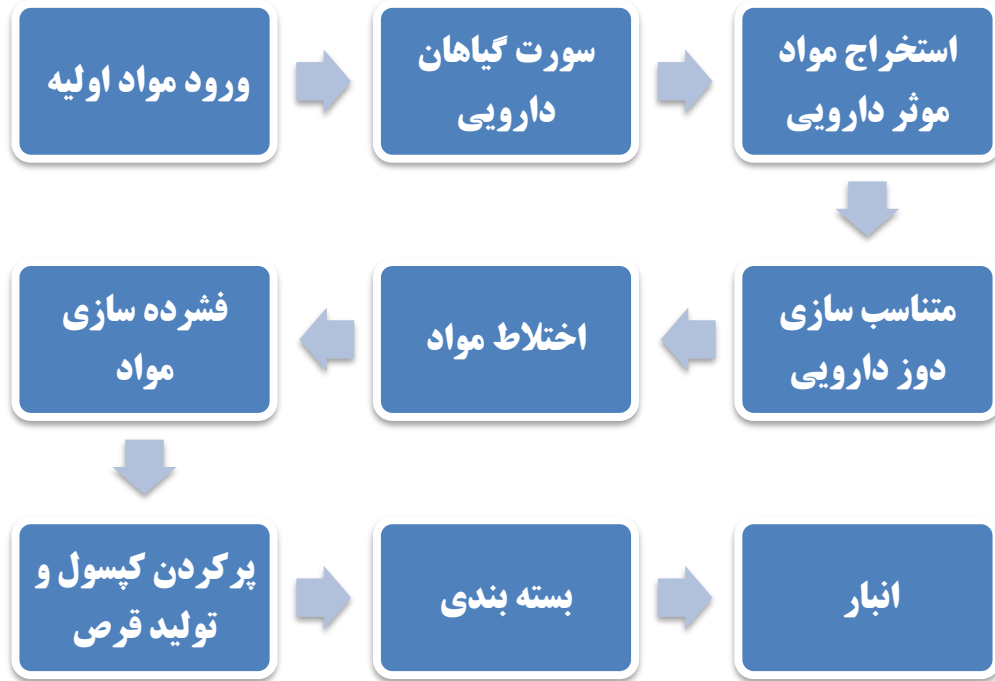 ورود مواد اولیه
سورت گیاهان
دارویی
استخراج مواد
موثر دارویی
متناسب سازی
دوز دارویی
اختلاط مواد
فشرده سازی
مواد
پرکردن کپسول و
تولید قرص
بسته بندی
انبار